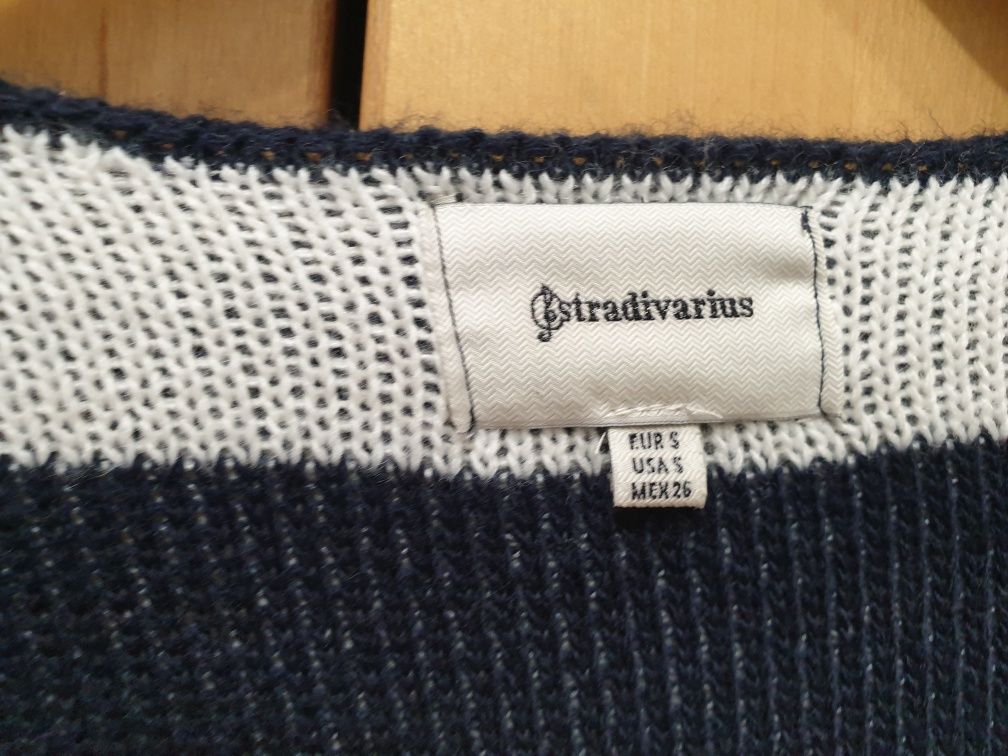 stradivarius
EUR S
USA S
MEX 26